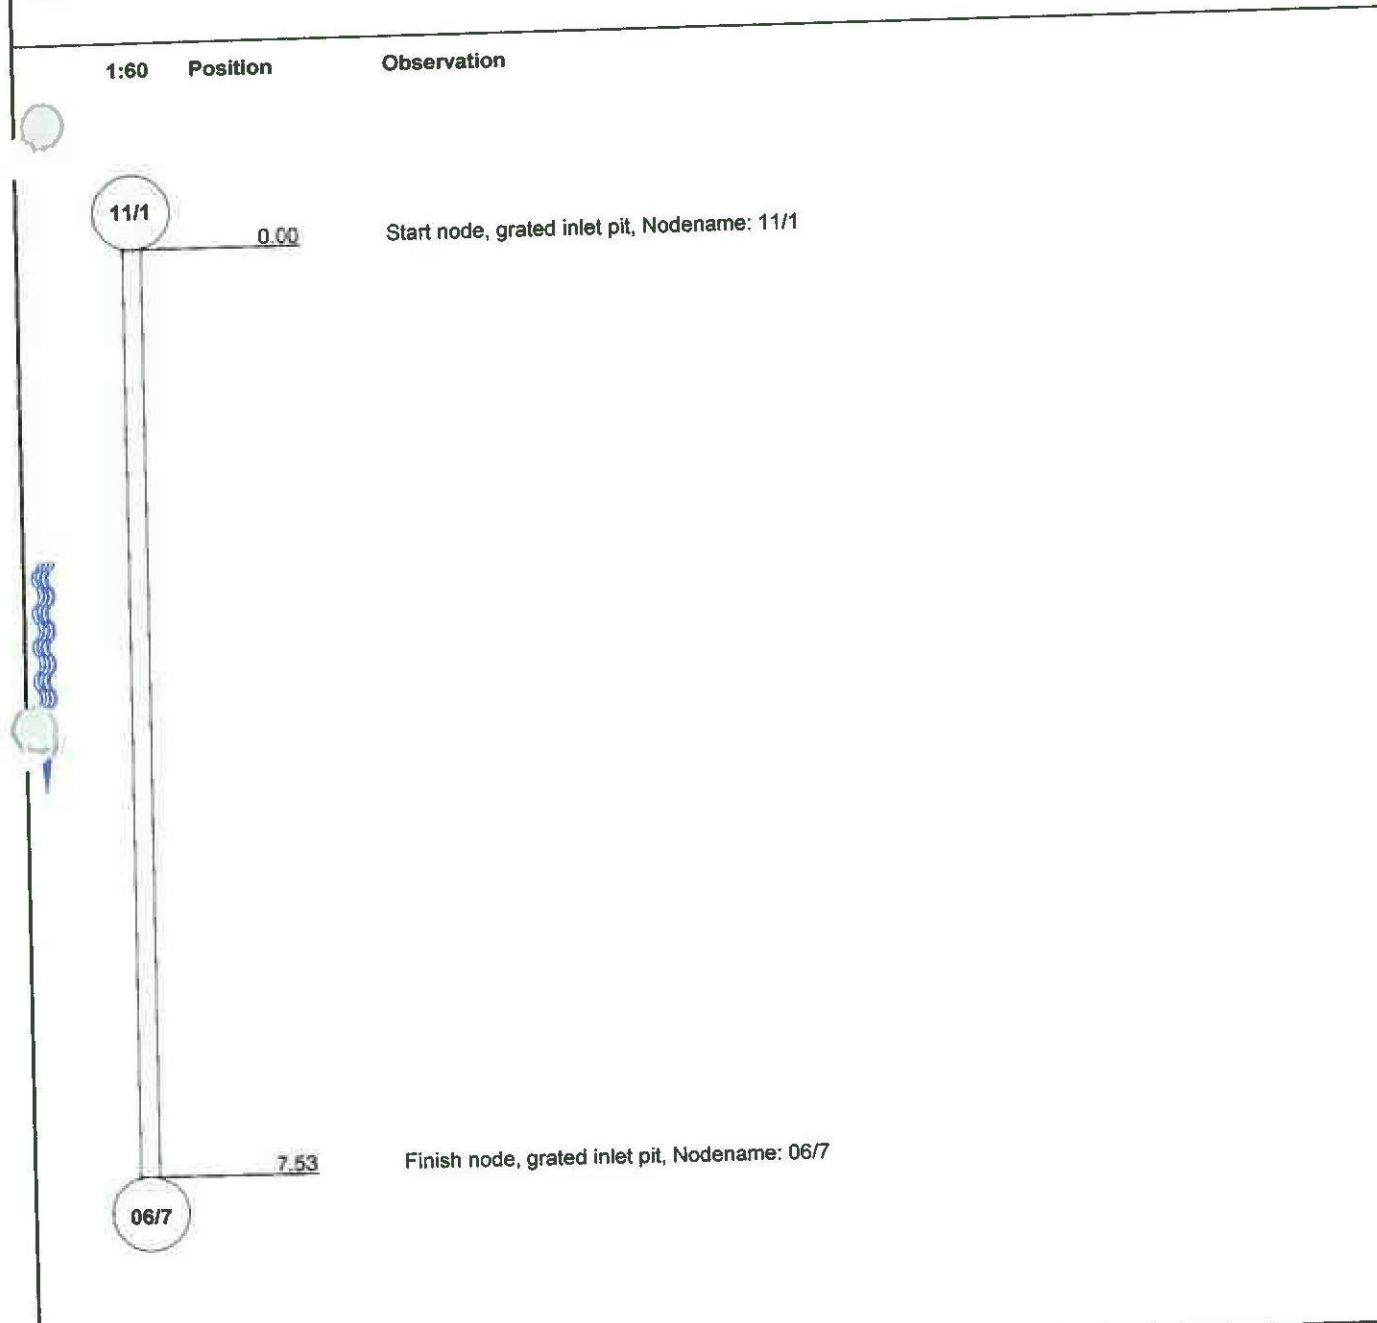 1:60 Position Observation
11/1
0.00 Start node, grated inlet pit, Nodename: 11/1
7.53 Finish node, grated inlet pit, Nodename: 06/7
06/7